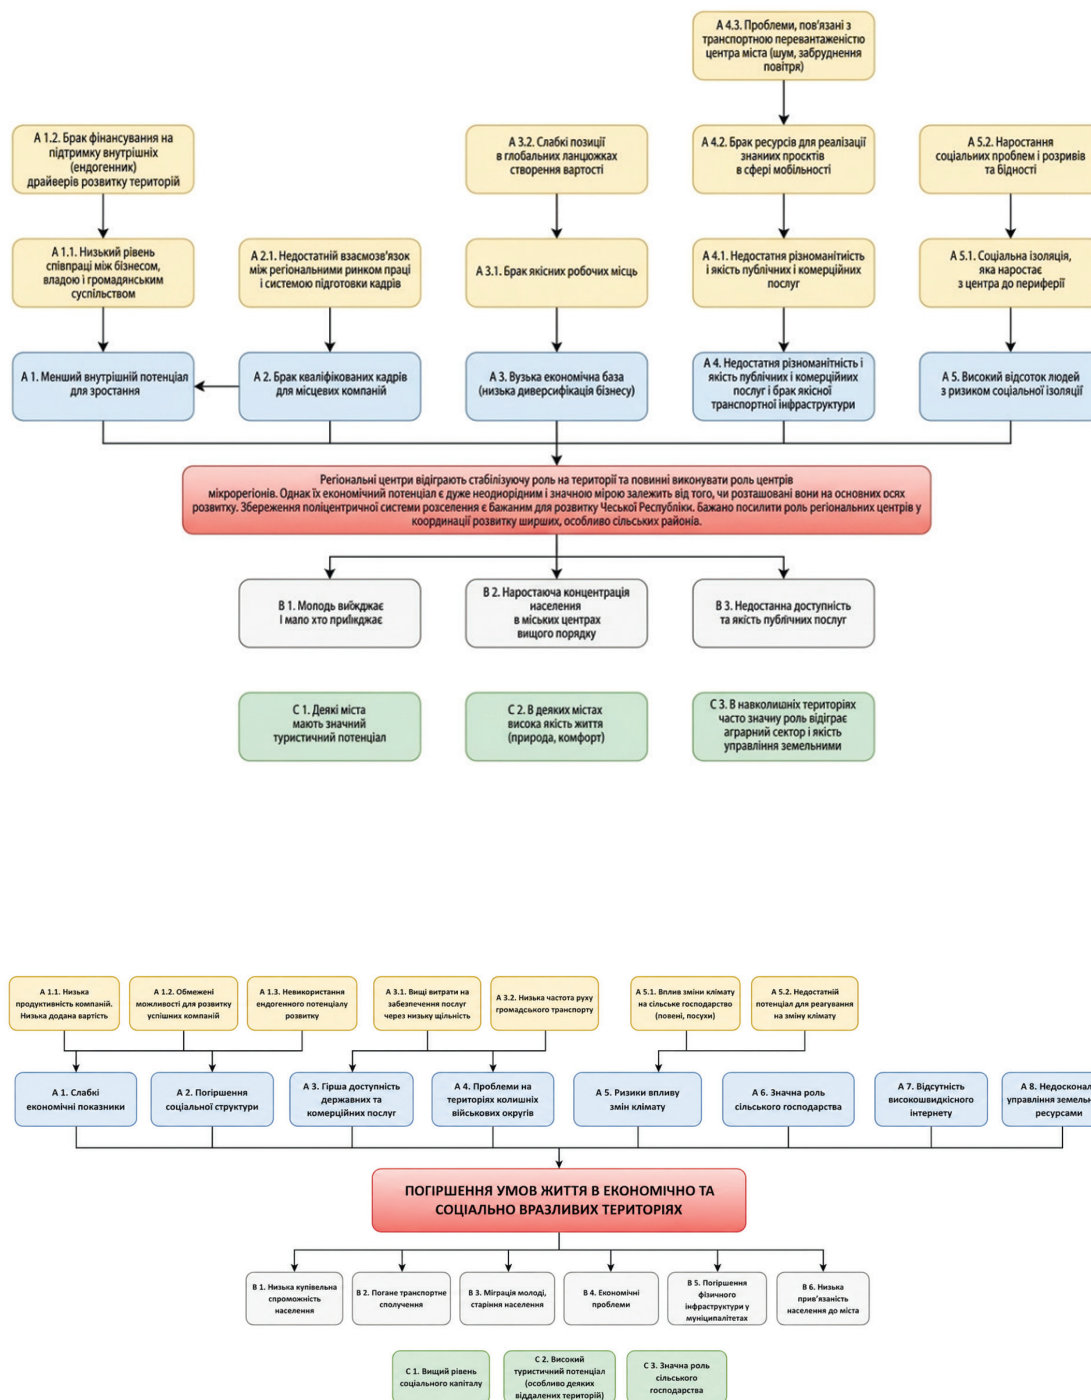 А 4.3. Проблеми, пов'язані з
транспортною перевантаженістю
центра міста (шум, забруднення
повітря)
А 1.2. Брак фінансування на
підтримку внутрішніх
(ендогенник)
драйверів розвитку територій
А 3.2. Слабкі позиції
в глобальних ланцюжках
створення вартості
А 4.2. Брак ресурсів для реалізації
знаних проєктів
в сфері мобільності
А 5.2. Наростання
соціальних проблем і розривів
та бідності
А 1.1. Низький рівень
співпраці між бізнесом,
владою і громадянським
суспільством
А 2.1. Недостатній взаємозв'язок
між регіональними ринком праці
і системою підготовки кадрів
А 3.1. Брак якісних робочих місць
А 4.1. Недостатня різноманітність
і якість публічних і комерційних
послуг
А 5.1. Соціальна ізоляція,
яка наростає
з центра до периферії
А 1. Менший внутрішній потенціал
для зростання
А 2. Брак кваліфікованих кадрів
для місцевих компаній
А 3. Вузька економічна база
(низька диверсифікація бізнесу)
А 4. Недостатня різноманітність і
якість публічних і комерційних
послуг і брак якісної
транспортної інфраструктури
А 5. Високий відсоток людей
з ризиком соціальної ізоляції
Регіональні центри відіграють стабілізуючу роль на території та повинні виконувати роль центрів
мікрорегіонів. Однак їх економічний потенціал є дуже неоднорідним і значною мірою залежить від того, чи розташовані вони на основних осях
розвитку. Збереження поліцентричної системи розселення є Бажаним для розвитку Чеської Республіки. Бажано посилити роль регіональних центрів у
координації розвитку ширших, особливо сільських районів.
В 1. Молодь виїжджає
І мало хто приїжджає
В 2. Наростаюча концентрація
населення
в міських центрах
вищого порядку
В 3. Недостанна доступність
та якість публічних послуг
С 1. Деякі міста
мають значний
туристичний потенціал
С 2. В деяких містах
висока якість життя
(природа, комфорт)
С 3. В навколишніх територіях
часто значну роль відіграє
аграрний сектор і якість
управління земельними
А 1.1. Низька
продуктивність компаній.
Низька додана вартість
А 1.2. Обмежені
можливості для розвитку
успішних компаній
А 1.3. Невикористання
ендогенного потенціалу
розвитку
А 3.1. Вищі витрати на
забезпечення послуг
через низьку щільність
А 3.2. Низька частота руху
громадського транспорту
А 5.1. Вплив зміни клімату
на сільське господарство
(повені, посухи)
А 5.2. Недостатній
потенціал для реагування
на зміну клімату
А 1. Слабкі
економічні показники
А 2. Погіршення
соціальної структури
А 3. Гірша доступність
державних та
комерційних послуг
А 4. Проблеми на
територіях колишніх
військових округів
А 5. Ризики впливу
змін клімату
А 6. Значна роль
сільського господарства
А 7. Відсутність
високошвидкісного
інтернету
А 8. Недосконал
управління земельн
ресурсами
ПОГІРШЕННЯ УМОВ ЖИТТЯ В ЕКОНОМІЧНО ТА
СОЦІАЛЬНО ВРАЗЛИВИХ ТЕРИТОРІЯХ
В 1. Низька купівельна
спроможність
населення
В 2. Погане транспортне
сполучення
В 3. Міграція молоді,
старіння населення
В 4. Економічні
проблеми
В 5. Погіршення
фізичного
інфраструктури у
муніципалітетах
В 6. Низька
прив'язаність
населення до міста
С 1. Вищий рівень
соціального капіталу
С 2. Високий
туристичний потенціал
(особливо деяких
віддалених територій)
С 3. Значна роль
сільського
господарства